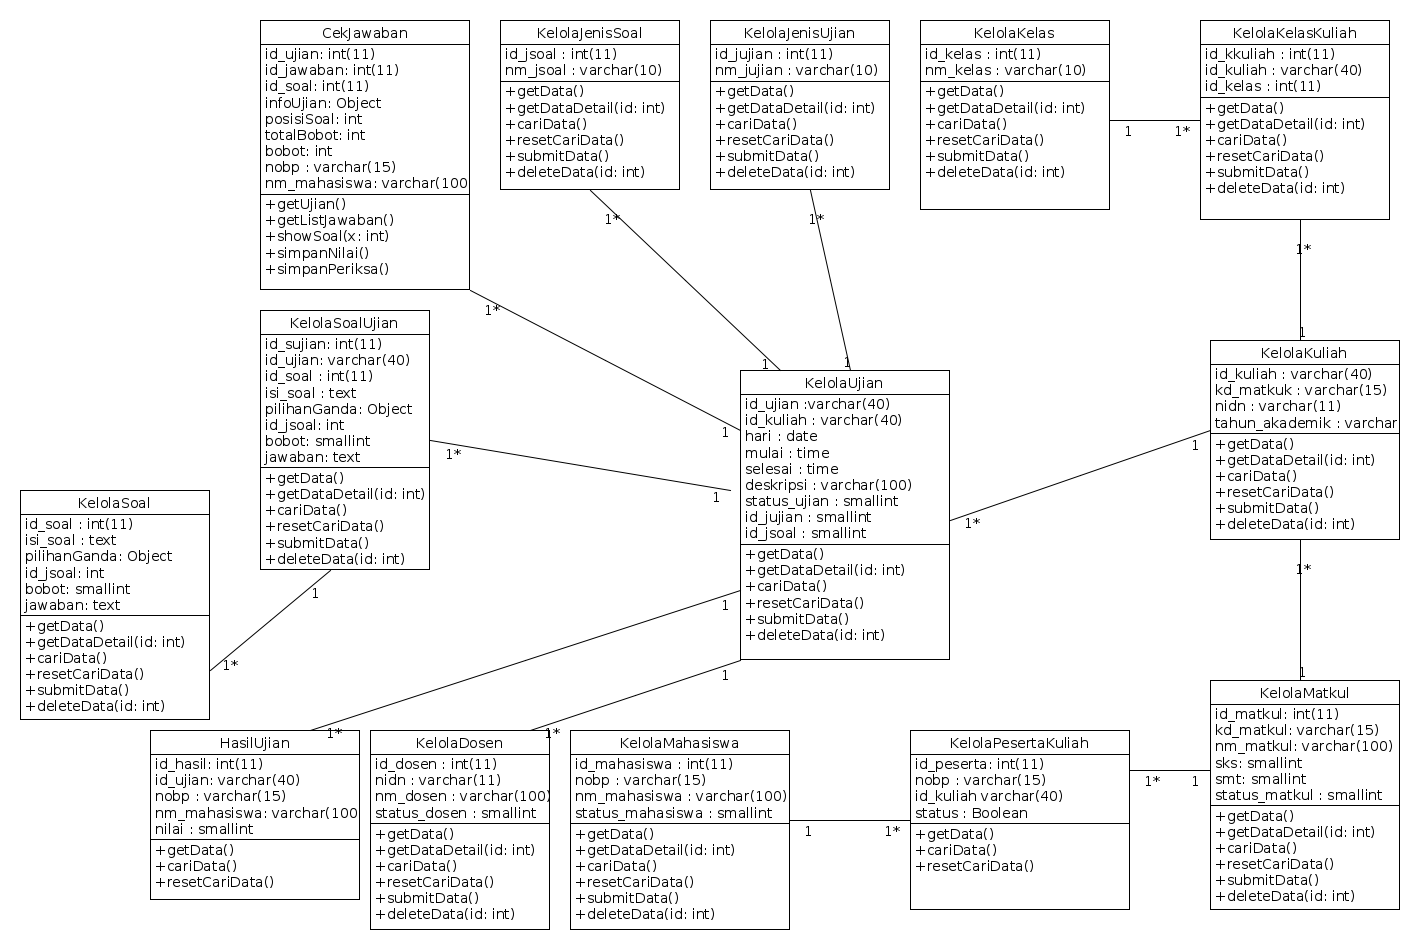 CekJawaban
id_ujian: int(11)
id_jawaban: int(11)
id_soal: int(11)
infoUjian: Object
posisiSoal: int
totalBobot: int
bobot: int
nobp : varchar(15)
nm_mahasiswa: varchar(100
+getUjian()
+getListJawaban()
+showSoal(x: int)
+simpanNilai()
+simpanPeriksa()
1*
1
KelolaJenisSoal
id_jsoal : int(11)
nm_jsoal : varchar(10)
+getData()
+getDataDetail(id: int)
+cariData()
+resetCariData()
+submitData()
+deleteData(id: int)
1*
1
KelolaJenisUjian
id_jujian : int(11)
nm_jujian : varchar(10)
+getData()
+getDataDetail(id: int)
+cariData()
+resetCariData()
+submitData()
+deleteData(id: int)
1*
1
KelolaKelas
id_kelas : int(11)
nm_kelas : varchar(10)
+getData()
+getDataDetail(id: int)
+cariData()
+resetCariData()
+submitData()
+deleteData(id: int)
1
1*
KelolaKelasKuliah
id_kkuliah : int(11)
id_kuliah : varchar(40)
id_kelas : int(11)
+getData()
+getDataDetail(id: int)
+cariData()
+resetCariData()
+submitData()
+deleteData(id: int)
1*
1
KelolaSoalUjian
id_sujian: int(11)
id_ujian: varchar(40)
id_soal : int(11)
isi_soal : text
pilihanGanda: Object
id_jsoal: int
bobot: smallint
jawaban: text
+getData()
+getDataDetail(id: int)
+cariData()
+resetCariData()
+submitData()
+deleteData(id: int)
1*
1
1
1*
KelolaUjian
id_ujian :varchar(40)
id_kuliah : varchar(40)
hari : date
mulai : time
selesai : time
deskripsi : varchar(100)
status_ujian : smallint
id_jujian : smallint
id_jsoal : smallint
+getData()
+getDataDetail(id: int)
+cariData()
+resetCariData()
+submitData()
+deleteData(id: int)
1*
1
KelolaKuliah
id_kuliah : varchar(40)
kd_matkuk : varchar(15)
nidn : varchar(11)
tahun_akademik : varchar
+getData()
+getDataDetail(id: int)
+cariData()
+resetCariData()
+submitData()
+deleteData(id: int)
1*
1
KelolaSoal
id_soal : int(11)
isi_soal : text
pilihanGanda: Object
id_jsoal: int
bobot: smallint
jawaban: text
+getData()
+getDataDetail(id: int)
+cariData()
+resetCariData()
+submitData()
+deleteData(id: int)
1
1*
1
1*
HasilUjian
id_hasil: int(11)
id_ujian: varchar(40)
nobp : varchar(15)
nm_mahasiswa: varchar(100
nilai : smallint
+getData()
+cariData()
+resetCariData()
KelolaDosen
id_dosen : int(11)
nidn : varchar(11)
nm_dosen : varchar(100)
status_dosen : smallint
+getData()
+getDataDetail(id: int)
+cariData()
+resetCariData()
+submitData()
+deleteData(id: int)
KelolaMahasiswa
id_mahasiswa : int(11)
nobp : varchar(15)
nm_mahasiswa : varchar(100)
status_mahasiswa : smallint
+getData()
+getDataDetail(id: int)
+cariData()
+resetCariData()
+submitData()
+deleteData(id: int)
1
1*
KelolaPesertaKuliah
id_peserta: int(11)
nobp : varchar(15)
id_kuliah varchar(40)
status : Boolean
+getData()
+cariData()
+resetCariData()
1*
1
KelolaMatkul
id_matkul: int(11)
kd_matkul: varchar(15)
nm_matkul: varchar(100)
sks: smallint
smt: smallint
status_matkul : smallint
+getData()
+getDataDetail(id: int)
+cariData()
+resetCariData()
+submitData()
+deleteData(id: int)